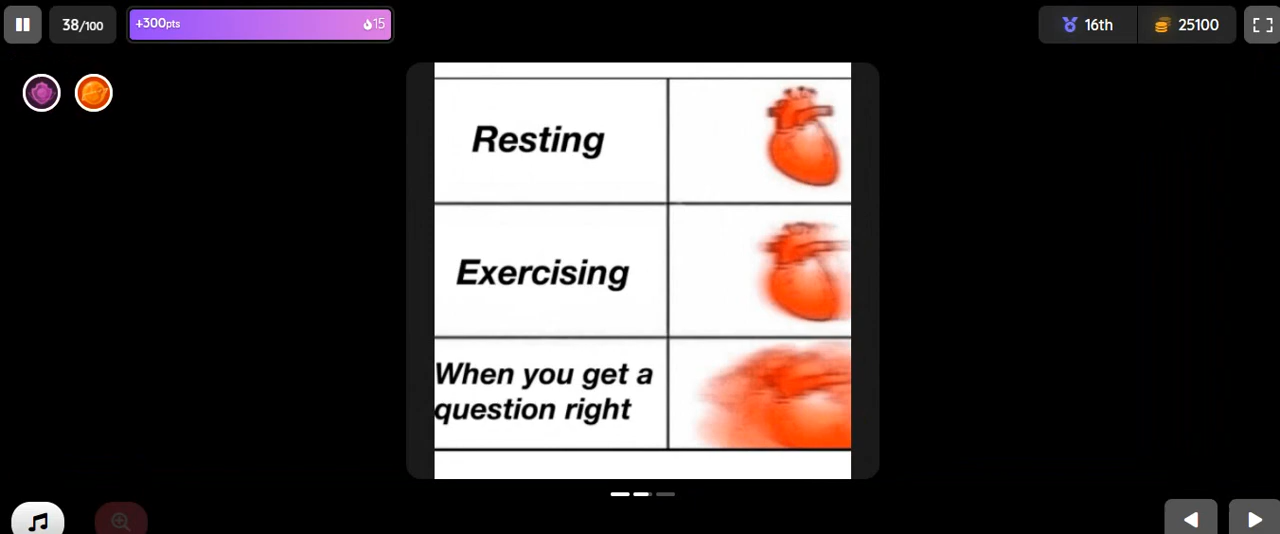 38/100
+300pts
15
16th
25100
Resting
Exercising
When you get a
question right